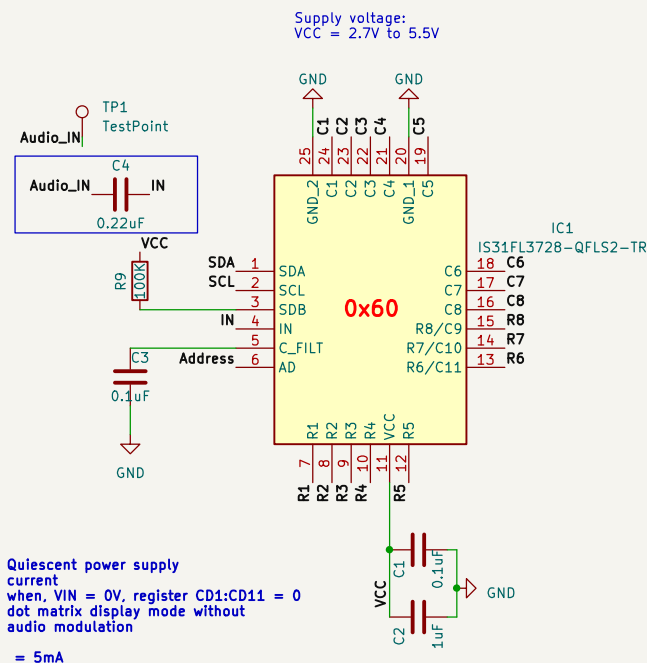 Supply voltage:
VCC = 2.7V to 5.5V
GND
GND
TP1
TestPoint
Audio_IN
C1
C2
C3
C4
C5
25
24
23
22
21
20
19
GND_2
C1
C2
C3
C4
GND_1
C5
C4
Audio_IN
IN
0.22uF
VCC
R9
100K
IC1
IS31FL3728-QFLS2-TR
SDA
1
SDA
C6
18
C6
SCL
2
SCL
C7
17
C7
3
SDB
0x60
C8
16
C8
IN
4
IN
R8/C9
15
R8
5
C_FILT
R7/C10
14
R7
Address
6
AD
R6/C11
13
R6
C3
0.1uF
GND
R1
R2
R3
R4
VCC
R5
7
8
9
10
11
12
R1
R2
R3
R4
R5
C1
0.1uF
VCC
GND
C2
1uF
Quiescent power supply
current
when, VIN = 0V, register CD1:CD11 = 0
dot matrix display mode without
audio modulation
= 5mA